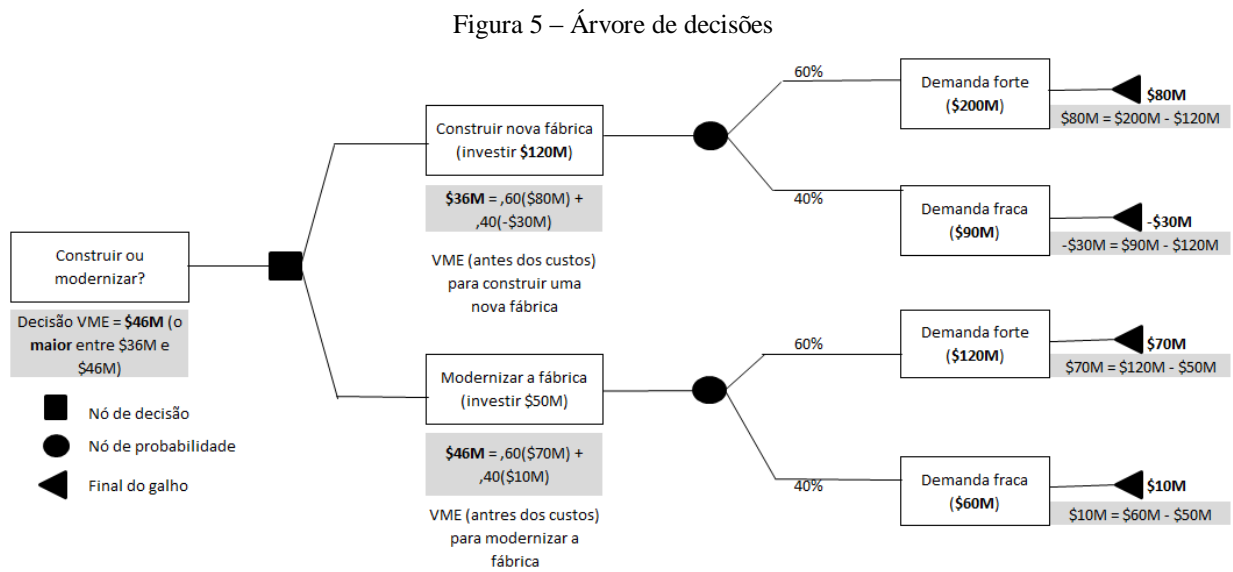 Figura 5 – Árvore de decisões
Construir ou
modernizar?
Decisão VME = $46M (o
maior entre $36M e
$46M)
Nó de decisão
Nó de probabilidade
Final do galho
Construir nova fábrica
(investir $120M)
$36M = ,60($80M) +
,40(-$30M)
VME (antes dos custos)
para construir uma
nova fábrica
Modernizar a fábrica
(investir $50M)
$46M = ,60($70M) +
,40($10M)
VME (antres dos custos)
para modernizar a
fábrica
60%
Demanda forte
($200M)
$80M
$80M = $200M - $120M
40%
Demanda fraca
($90M)
-$30M
-$30M = $90M - $120M
60%
Demanda forte
($120M)
$70M
$70M = $120M - $50M
40%
Demanda fraca
($60M)
$10M
$10M = $60M - $50M